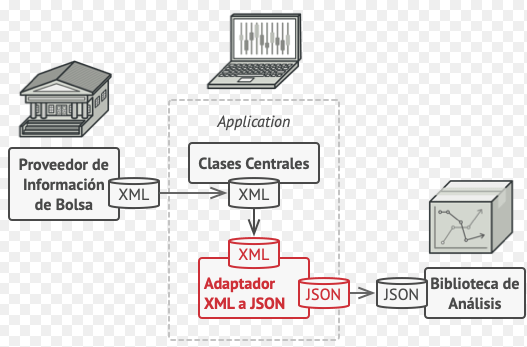 Application
Proveedor de
Información
de Bolsa
XML
Clases Centrales
XML
XML
Adaptador
XML a JSON
JSON
JSON
Biblioteca de
Análisis